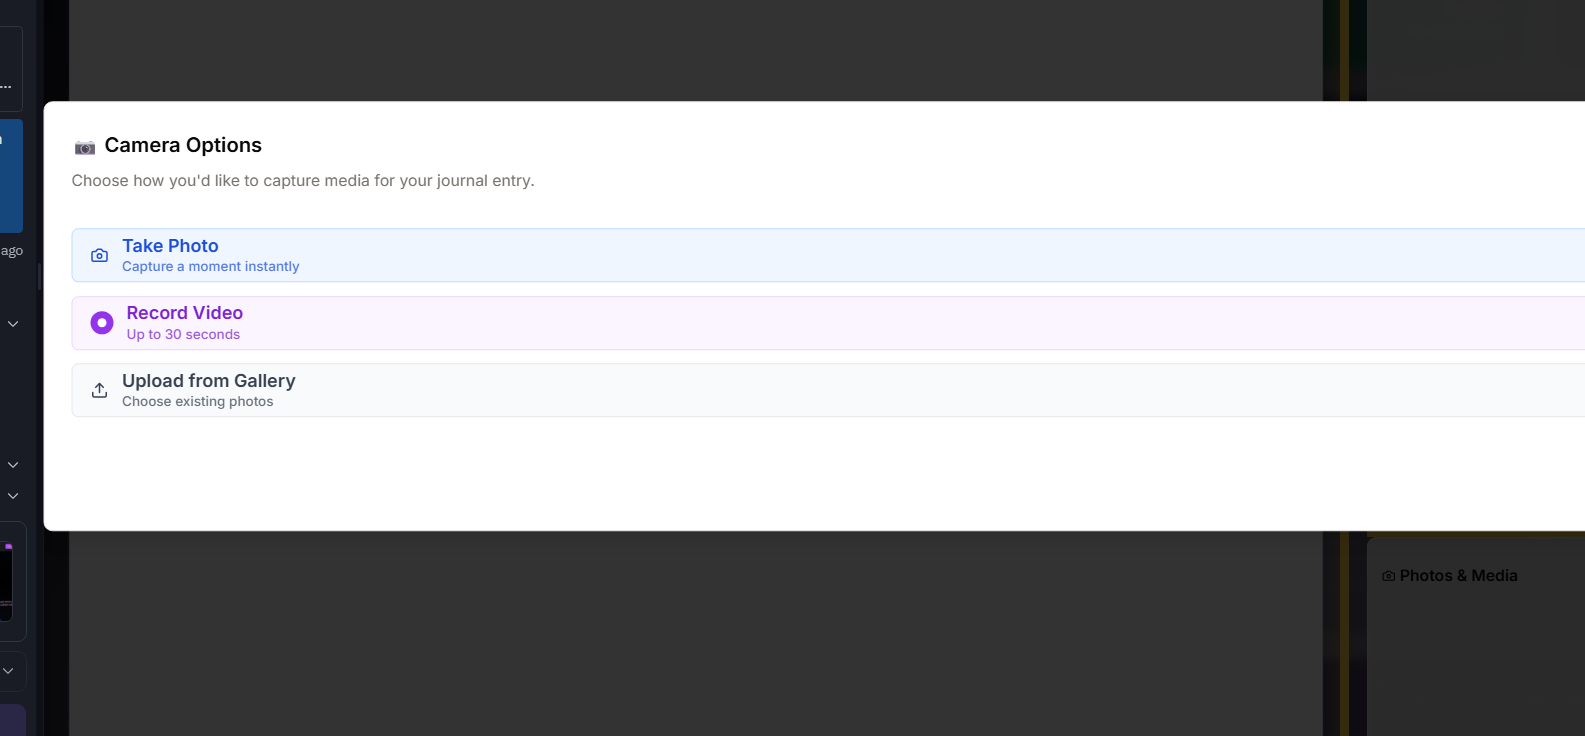 ...
ago
Camera Options
Choose how you'd like to capture media for your journal entry.
Take Photo
Capture a moment instantly
Record Video
Up to 30 seconds
Upload from Gallery
Choose existing photos
Photos & Media